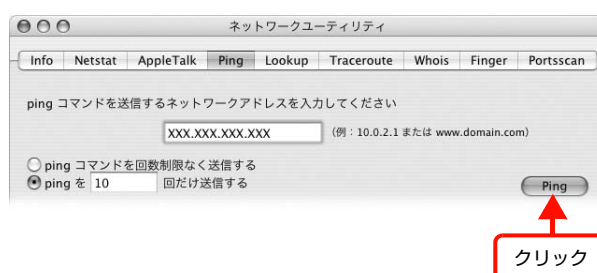 ネットワークユーティリティ
Info Netstat AppleTalk Ping Lookup Traceroute Whois Finger Portsscan
ping コマンドを送信するネットワークアドレスを入力してください
XXX.XXX.XXX.XXX (例：10.0.2.1 または www.domain.com)
ping コマンドを回数制限なく送信する
ping を 10 回だけ送信する
Ping
クリック